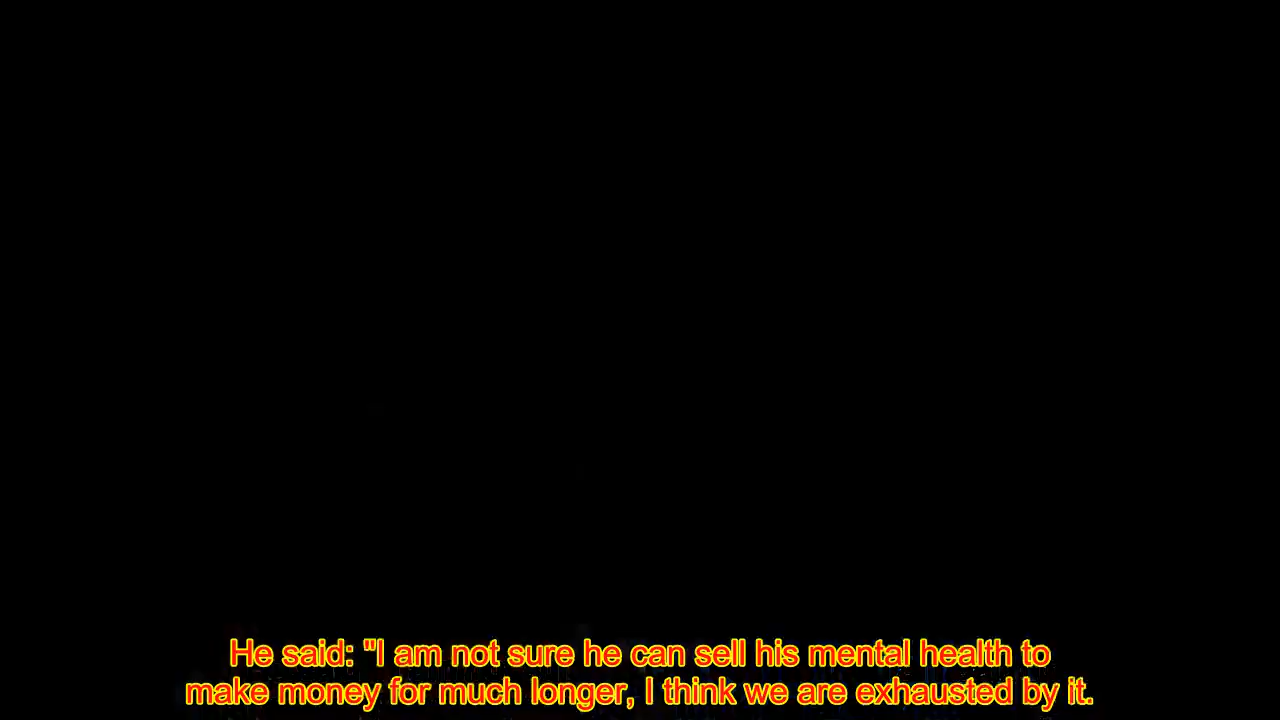 He said: "I am not sure he can sell his mental health to
make money for much longer, I think we are exhausted by it.